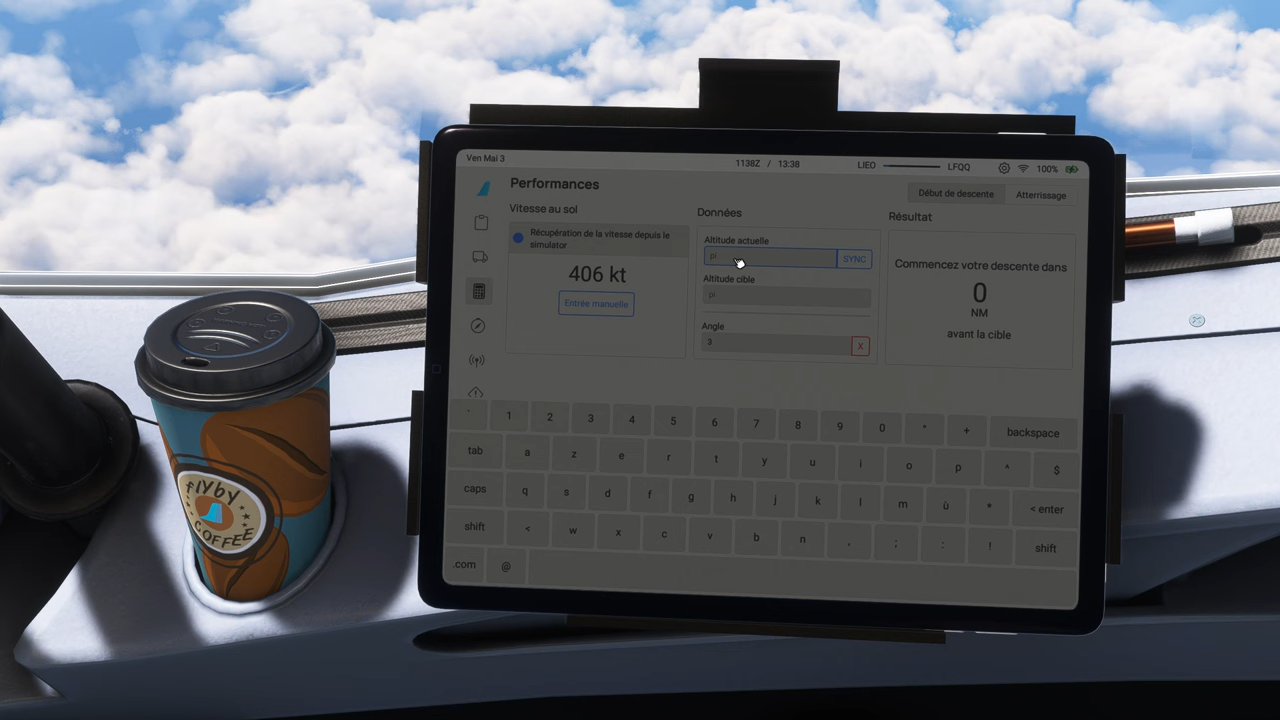 Ven Mai 3
1138Z / 13:38
LIEO
LFQQ
100%
Performances
Début de descente
Atterrissage
Vitesse au sol
Récupération de la vitesse depuis le
simulator
406 kt
Entrée manuelle
Données
Altitude actuelle
pi
SYNC
Altitude cible
pi
Angle
3
X
Résultat
Commencez votre descente dans
0
NM
avant la cible
` 1 2 3 4 5 6 7 8 9 0 ° + backspace
tab a z e r t y u i o p ^ $
caps q s d f g h j k l m ù * < enter
shift < w x c v b n , ; : ! shift
.com @
flyby
COFFEE